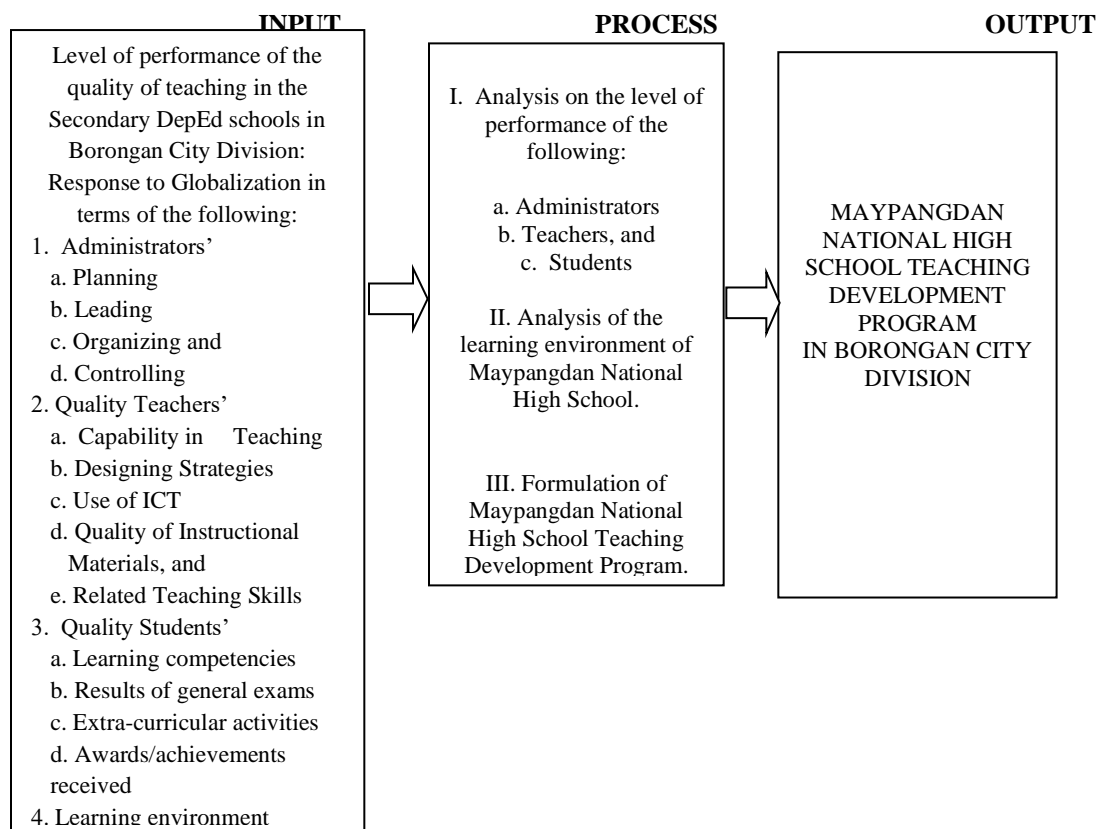 INPUT
PROCESS
OUTPUT
Level of performance of the
quality of teaching in the
Secondary DepEd schools in
Borongan City Division:
Response to Globalization in
terms of the following:
1. Administrators’
a. Planning
b. Leading
c. Organizing and
d. Controlling
2. Quality Teachers’
a. Capability in Teaching
b. Designing Strategies
c. Use of ICT
d. Quality of Instructional
Materials, and
e. Related Teaching Skills
3. Quality Students’
a. Learning competencies
b. Results of general exams
c. Extra-curricular activities
d. Awards/achievements
received
4. Learning environment
I. Analysis on the level of
performance of the
following:
a. Administrators
b. Teachers, and
c. Students
II. Analysis of the
learning environment of
Maypangdan National
High School.
III. Formulation of
Maypangdan National
High School Teaching
Development Program.
MAYPANGDAN
NATIONAL HIGH
SCHOOL TEACHING
DEVELOPMENT
PROGRAM
IN BORONGAN CITY
DIVISION